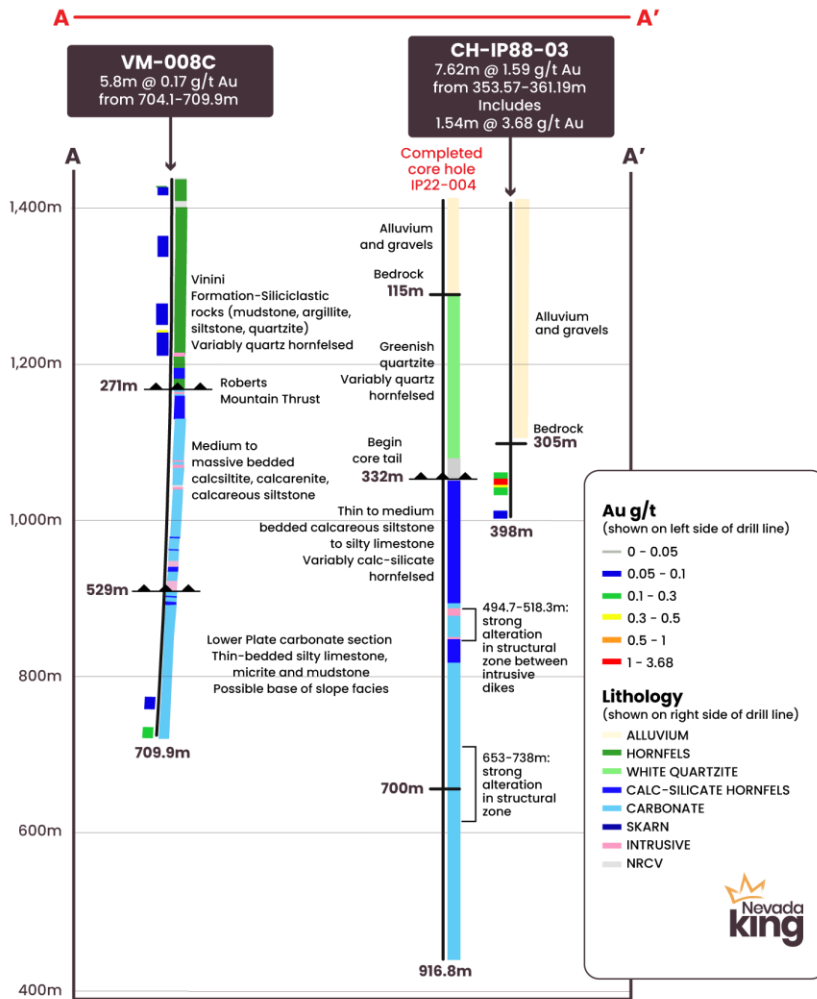 A
A'
VM-008C
5.8m @ 0.17 g/t Au
from 704.1-709.9m
CH-IP88-03
7.62m @ 1.59 g/t Au
from 353.57-361.19m
Includes
1.54m @ 3.68 g/t Au
A
Completed
core hole
IP22-004
A'
1,400m
1,200m
1,000m
800m
600m
400m
Vinini
Formation-Siliciclastic
rocks (mudstone, argillite,
siltstone, quartzite)
Variably quartz hornfelsed
271m
Roberts
Mountain Thrust
Medium to
massive bedded
calcsiltite, calcarenite,
calcareous siltstone
529m
Lower Plate carbonate section
Thin-bedded silty limestone,
micrite and mudstone
Possible base of slope facies
709.9m
Alluvium
and gravels
Bedrock
115m
Greenish
quartzite
Variably quartz
hornfelsed
Begin
core tail
332m
Thin to medium
bedded calcareous siltstone
to silty limestone
Variably calc-silicate
hornfelsed
494.7-518.3m:
strong
alteration
in structural
zone between
intrusive
dikes
653-738m:
strong
alteration
in structural
zone
700m
916.8m
Alluvium
and gravels
Bedrock
305m
398m
Au g/t
(shown on left side of drill line)
0 - 0.05
0.05 - 0.1
0.1 - 0.3
0.3 - 0.5
0.5 - 1
1 - 3.68
Lithology
(shown on right side of drill line)
ALLUVIUM
HORNFELS
WHITE QUARTZITE
CALC-SILICATE HORNFELS
CARBONATE
SKARN
INTRUSIVE
NRCV
Nevada
king